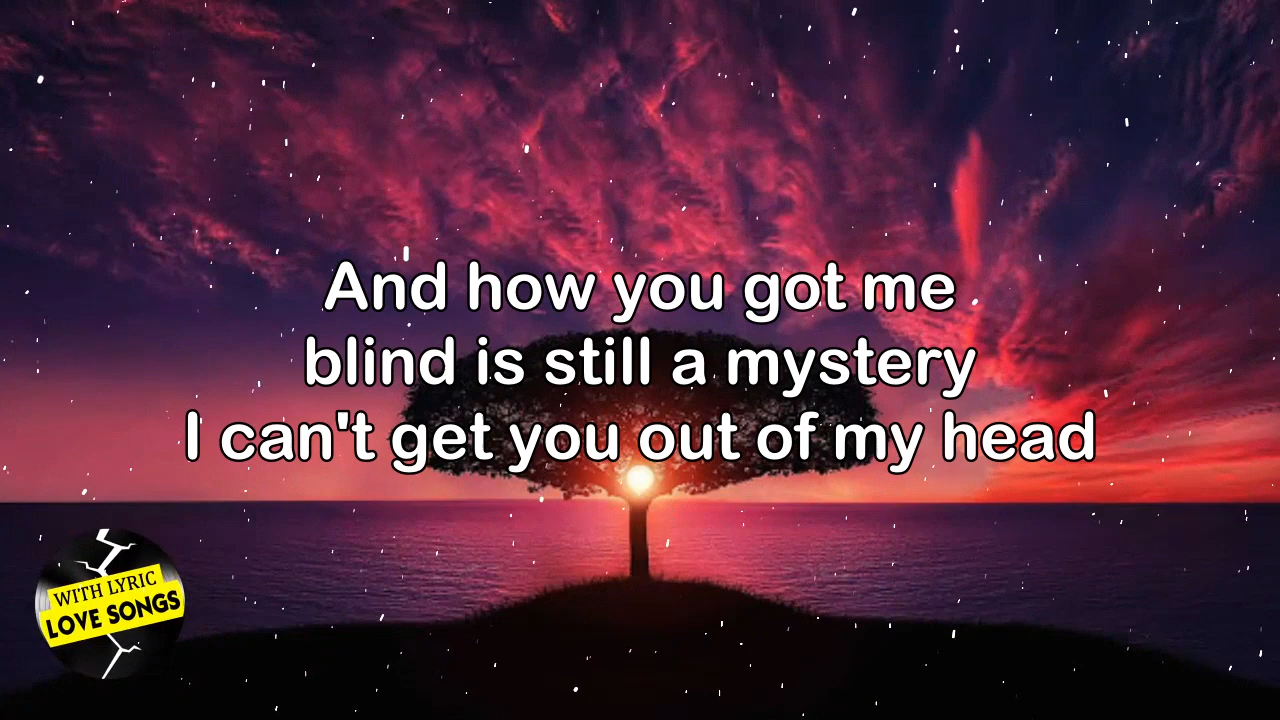 And how you got me
blind is still a mystery
I can't get you out of my head
WITH LYRIC
LOVE SONGS